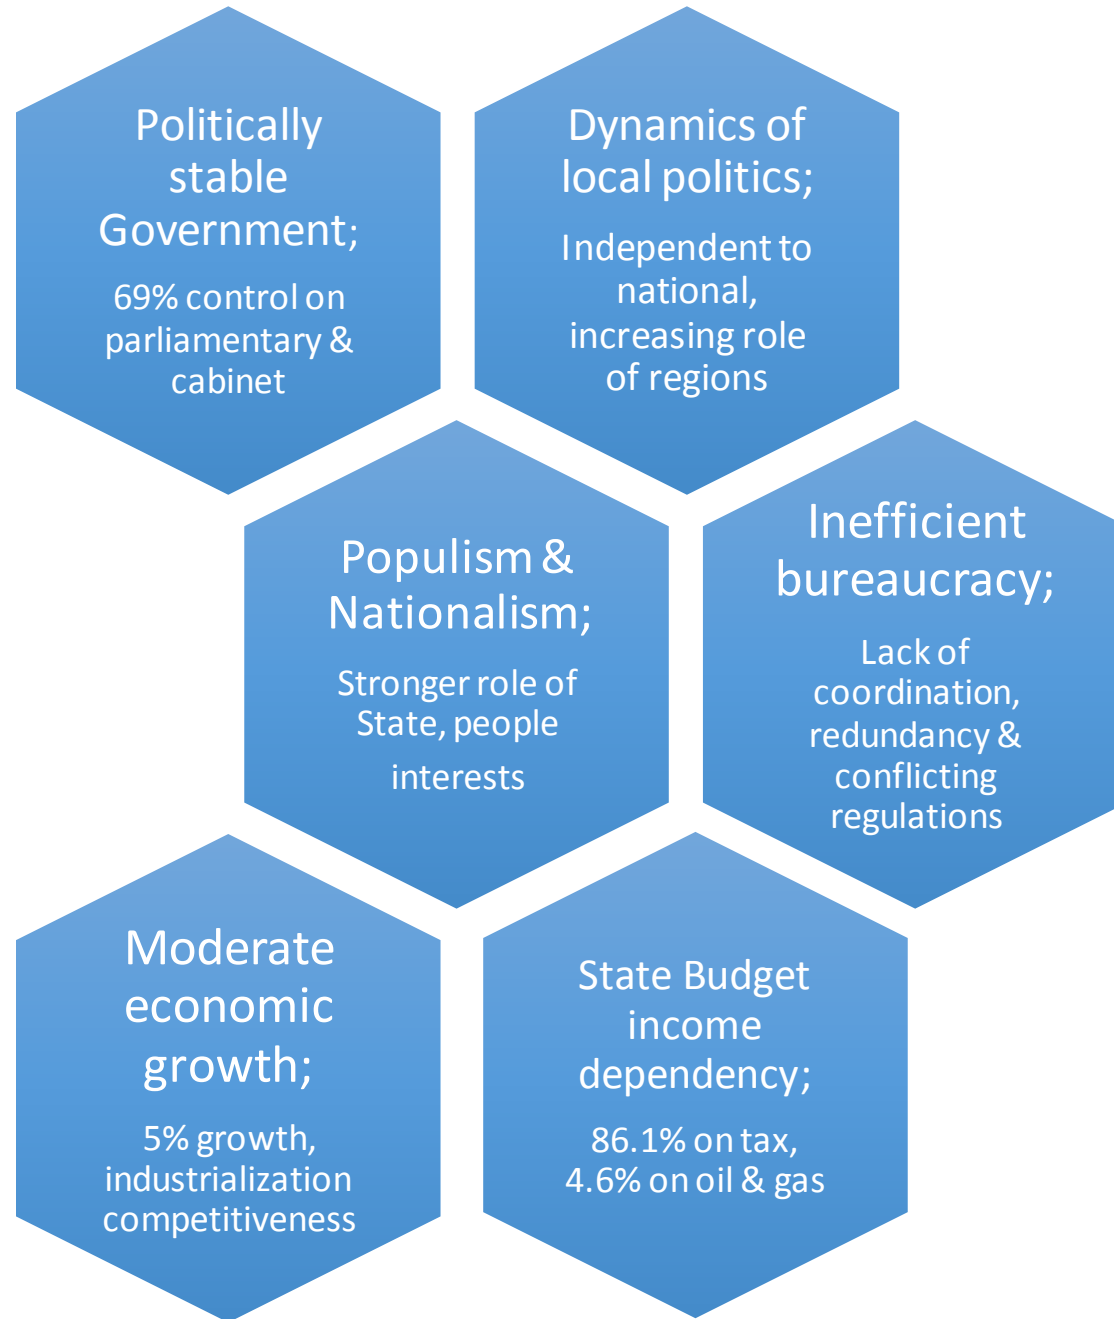 Politically
stable
Government;
69% control on
parliamentary &
cabinet
Dynamics of
local politics;
Independent to
national,
increasing role
of regions
Populism &
Nationalism;
Stronger role of
State, people
interests
Inefficient
bureaucracy;
Lack of
coordination,
redundancy &
conflicting
regulations
Moderate
economic
growth;
5% growth,
industrialization
competitiveness
State Budget
income
dependency;
86.1% on tax,
4.6% on oil & gas